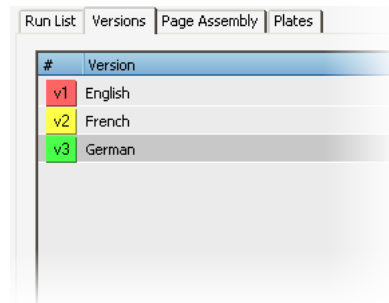 Run List Versions Page Assembly Plates
# Version
v1 English
v2 French
v3 German